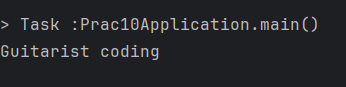 > Task :Prac10Application.main()
Guitarist coding